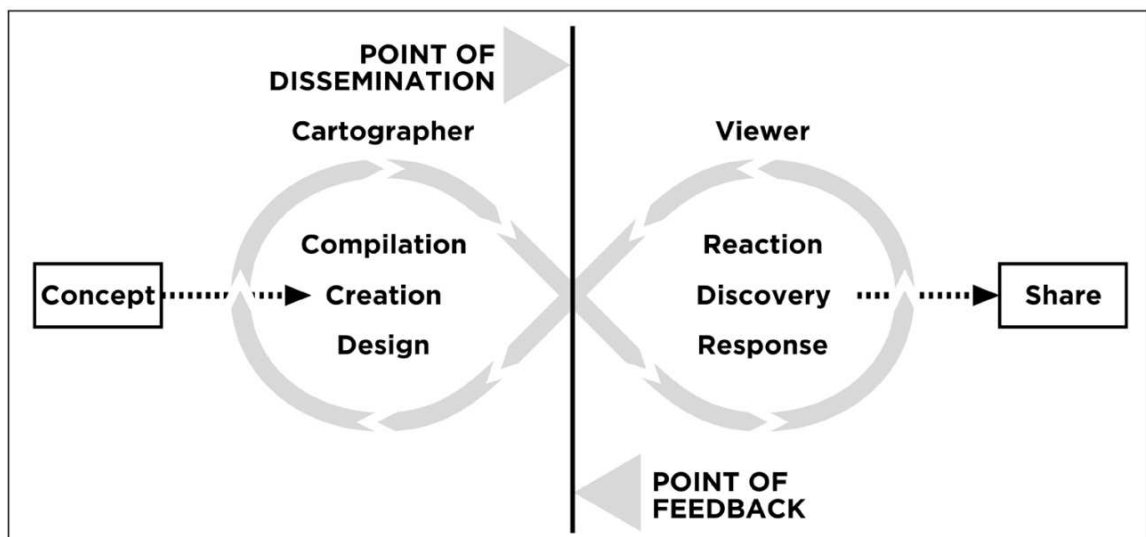 POINT OF
DISSEMINATION
Cartographer
Viewer
Compilation
Creation
Design
Concept
Reaction
Discovery
Response
Share
POINT OF
FEEDBACK